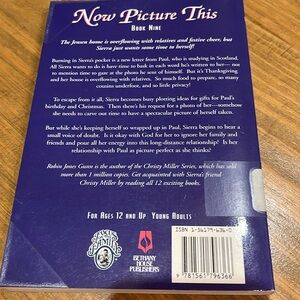 Now Picture This
BOOK NINE
The Jensen home is overflowing with relatives and festive cheer, but
Sierra just wants some time to herself!
Burning in Sierra's pocket is a new letter from Paul, who is studying in Scotland.
All Sierra wants to do is have time to bask in each word he's written to her—not
to mention time to gaze at the photo he sent of himself. But it's Thanksgiving
and her house is overflowing with relatives. So much food to prepare, so many
cousins underfoot, and so little privacy!
To escape from it all, Sierra becomes busy plotting ideas for gifts for Paul's
birthday and Christmas. Then there's his request for a photo of her—somehow
she needs to carve out time to have a spectacular picture of herself taken.
But while she's keeping herself so wrapped up in Paul, Sierra begins to hear a
small voice of doubt. Is it okay with God for her to ignore her family and
friends and pour all her energy into this long-distance relationship? Is her
relationship with Paul as picture perfect as she thinks?
Robin Jones Gunn is the author of the Christy Miller Series, which has sold
more than 1 million copies. Get acquainted with Sierra's friend
Christy Miller by reading all 12 exciting books.
FOR AGES 12 AND UP YOUNG ADULTS
BETHANY
HOUSE
PUBLISHERS
ISBN 1-56179-636-0
9 781561 796366